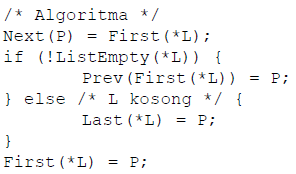 /* Algoritma */
Next(P) = First(*L);
if (!ListEmpty(*L)) {
        Prev(First(*L)) = P;
} else /* L kosong */ {
        Last(*L) = P;
}
First(*L) = P;